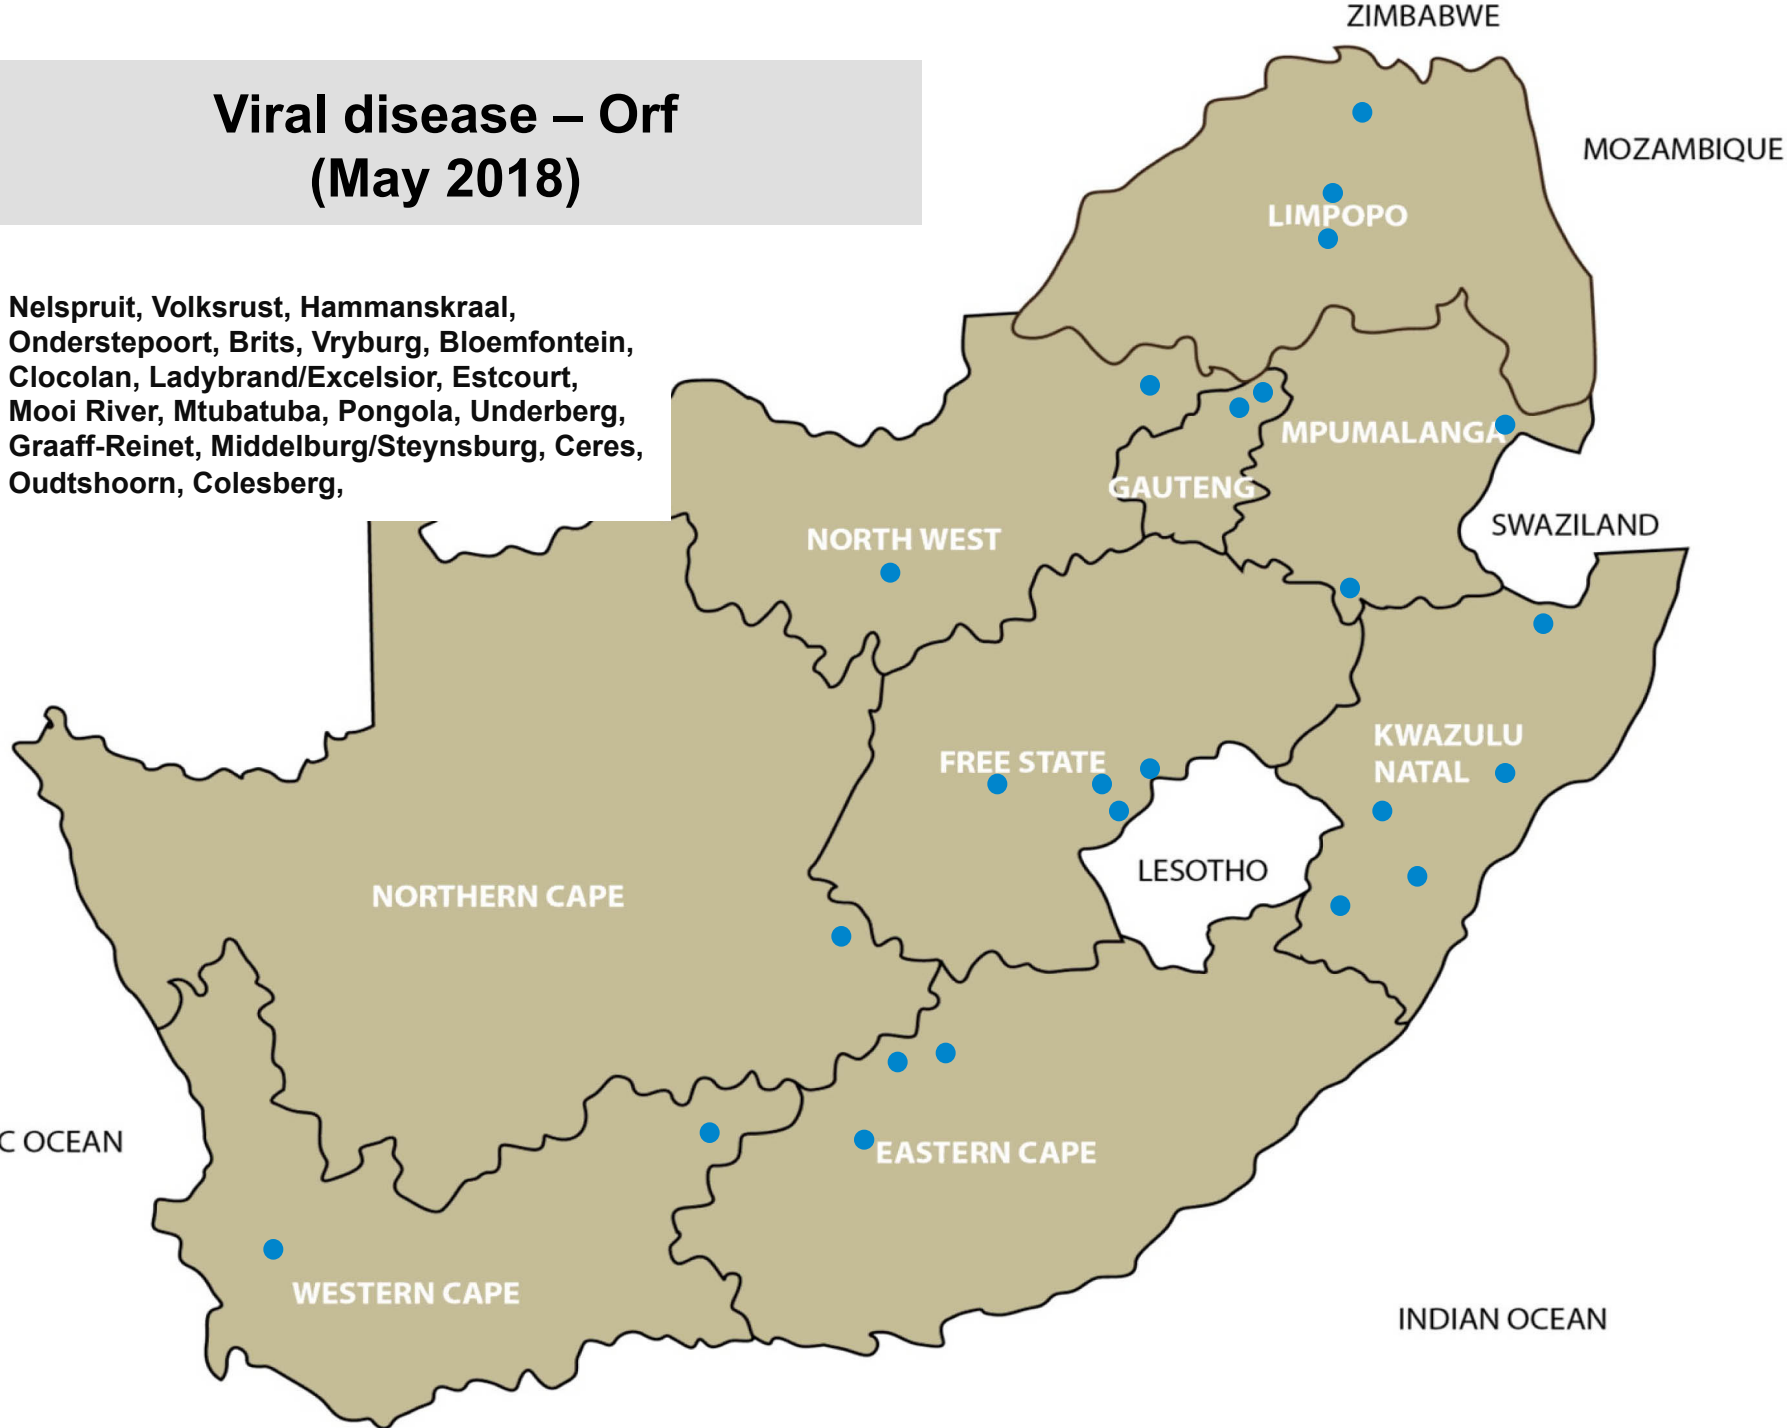 ZIMBABWE
Viral disease – Orf
(May 2018)
MOZAMBIQUE
LIMPOPO
Nelspruit, Volksrust, Hammanskraal,
Onderstepoort, Brits, Vryburg, Bloemfontein,
Clocolan, Ladybrand/Excelsior, Estcourt,
Mooi River, Mtubatuba, Pongola, Underberg,
Graaff-Reinet, Middelburg/Steynsburg, Ceres,
Oudtshoorn, Colesberg,
MPUMALANGA
GAUTENG
SWAZILAND
NORTH WEST
KWAZULU
NATAL
FREE STATE
LESOTHO
NORTHERN CAPE
C OCEAN
EASTERN CAPE
WESTERN CAPE
INDIAN OCEAN